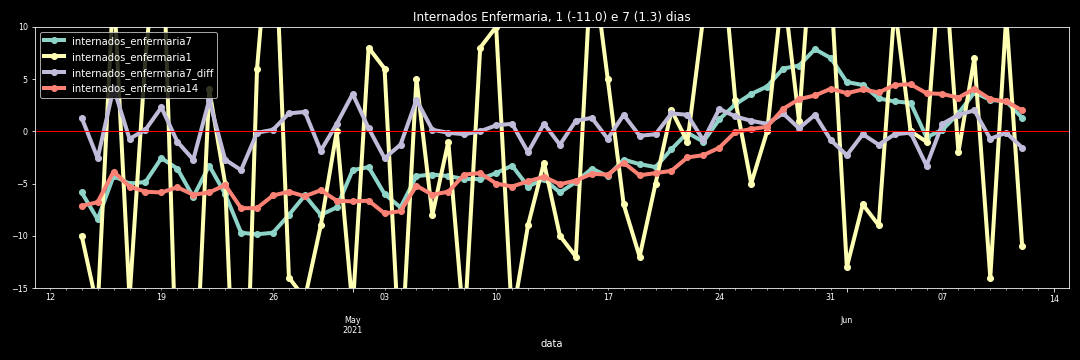 Internados Enfermaria, 1 (-11.0) e 7 (1.3) dias
internados_enfermaria7
internados_enfermaria1
internados_enfermaria7_diff
internados_enfermaria14
10
5
0
−5
−10
−15
12 19 26 03 10 17 24 31 07 14
May Jun
2021
data